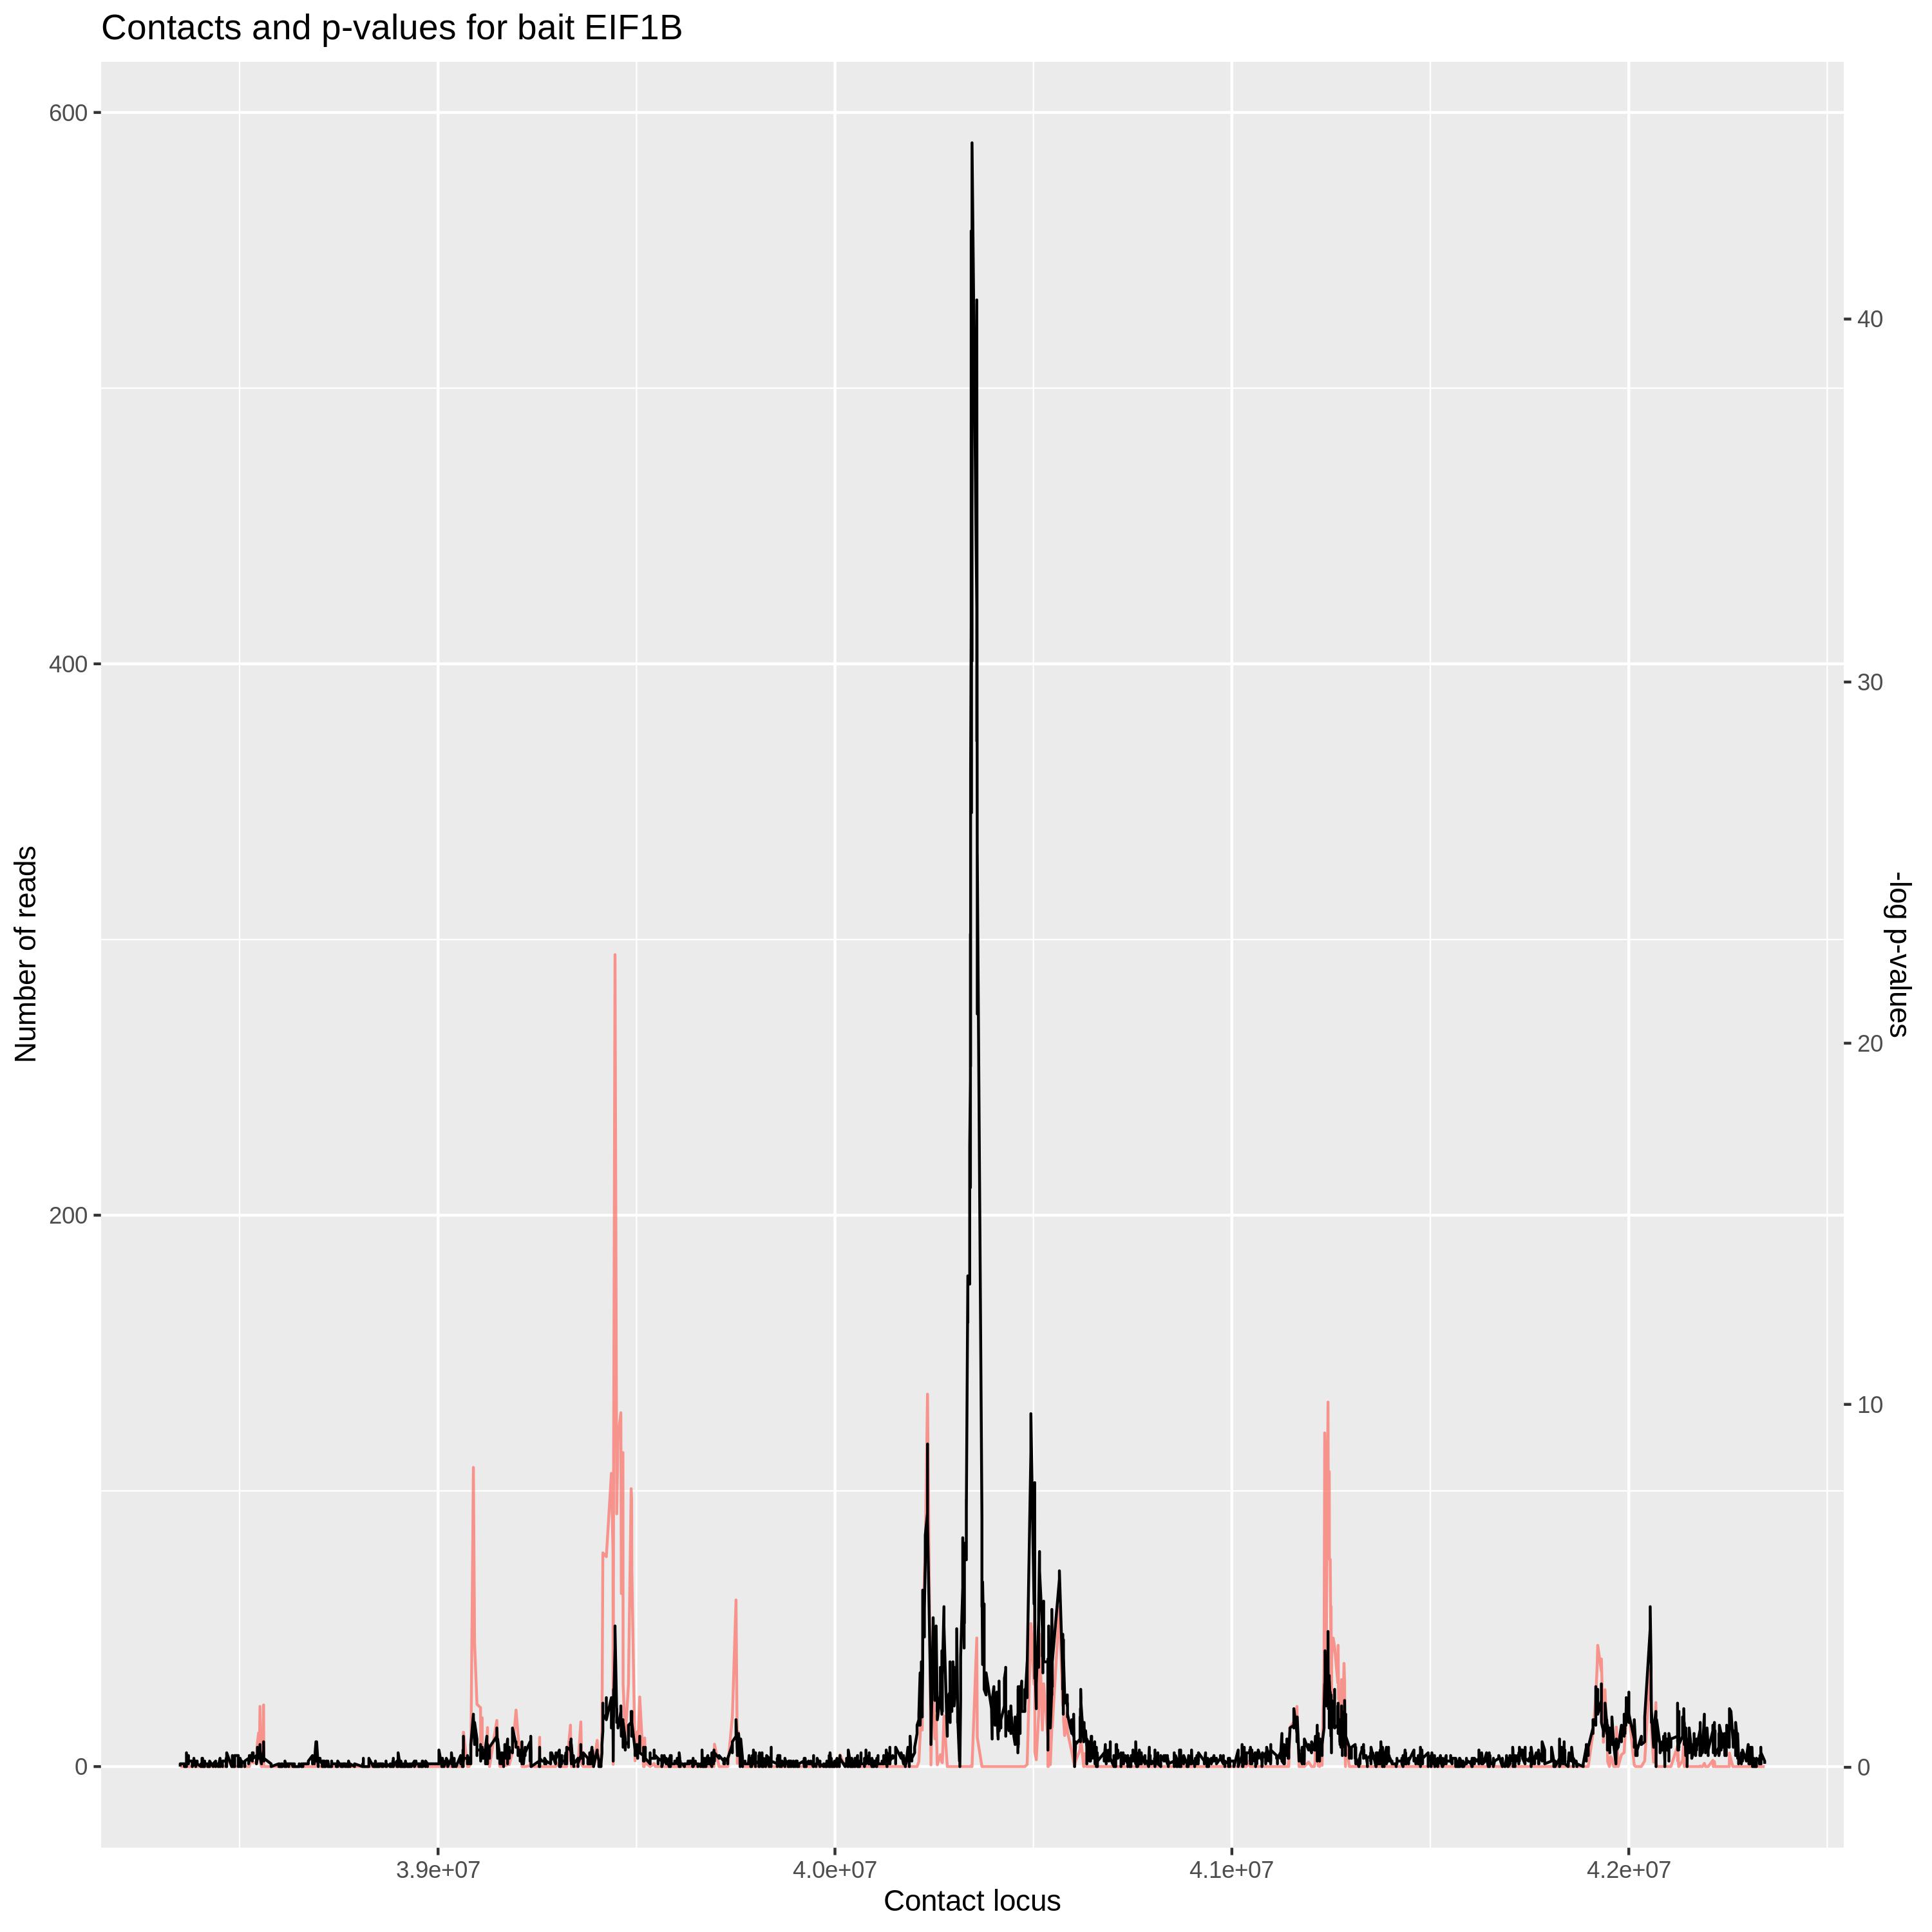 Contacts and p-values for bait EIF1B
600
400
200
0
Number of reads
40
30
20
10
0
-log p-values
3.9e+07
4.0e+07
4.1e+07
4.2e+07
Contact locus